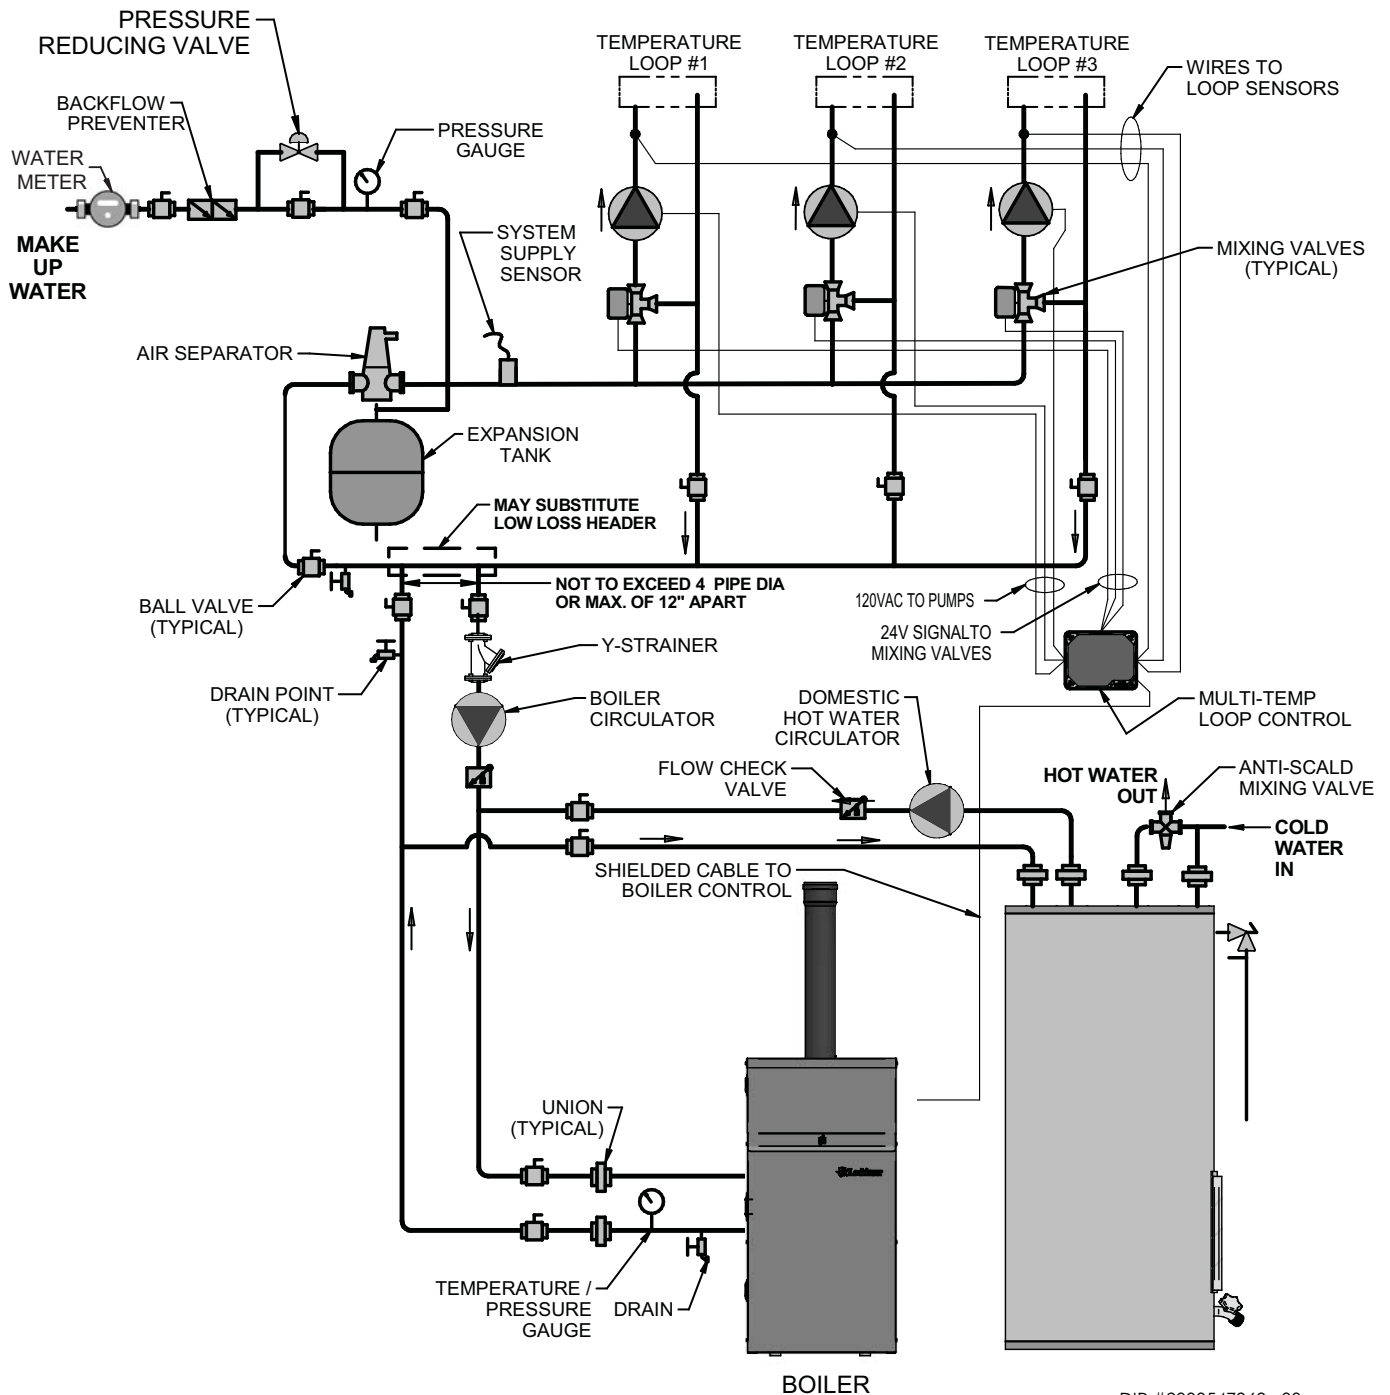 PRESSURE
REDUCING VALVE
BACKFLOW
PREVENTER
WATER
METER
MAKE
UP
WATER
PRESSURE
GAUGE
TEMPERATURE
LOOP #1
TEMPERATURE
LOOP #2
TEMPERATURE
LOOP #3
WIRES TO
LOOP SENSORS
SYSTEM
SUPPLY
SENSOR
MIXING VALVES
(TYPICAL)
AIR SEPARATOR
EXPANSION
TANK
MAY SUBSTITUTE
LOW LOSS HEADER
NOT TO EXCEED 4 PIPE DIA
OR MAX. OF 12" APART
BALL VALVE
(TYPICAL)
120VAC TO PUMPS
24V SIGNALTO
MIXING VALVES
Y-STRAINER
DRAIN POINT
(TYPICAL)
BOILER
CIRCULATOR
DOMESTIC
HOT WATER
CIRCULATOR
MULTI-TEMP
LOOP CONTROL
FLOW CHECK
VALVE
HOT WATER
OUT
ANTI-SCALD
MIXING VALVE
COLD
WATER
IN
SHIELDED CABLE TO
BOILER CONTROL
UNION
(TYPICAL)
Lochinvar
TEMPERATURE /
PRESSURE
GAUGE
DRAIN
BOILER